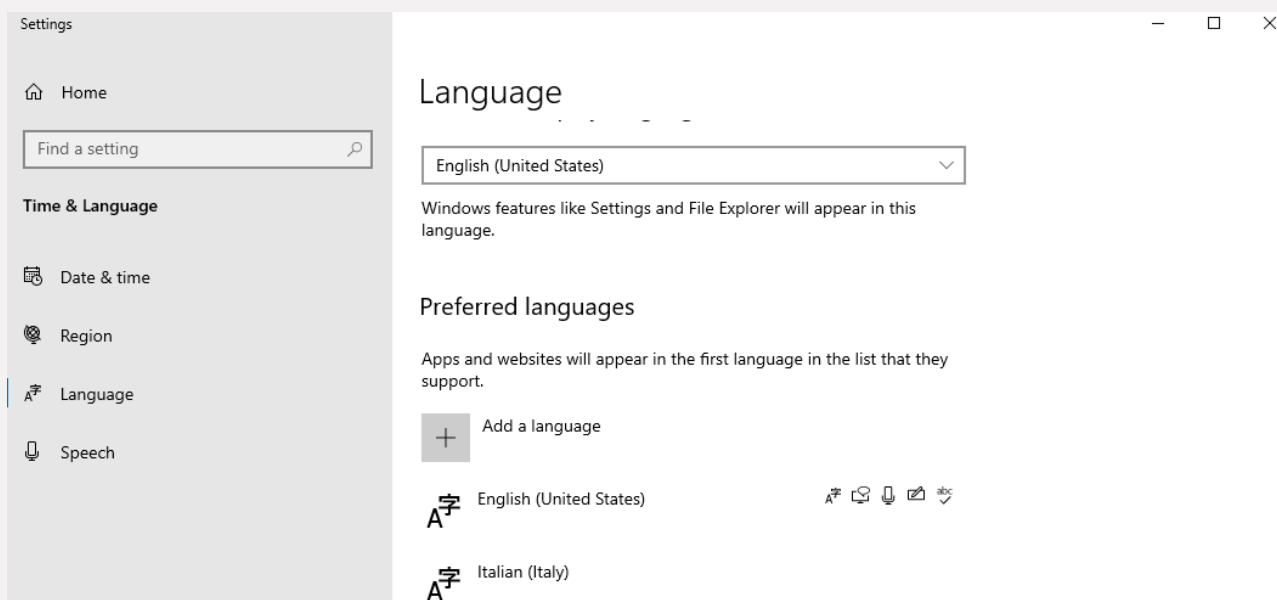 Settings
Home
Find a setting
Time & Language
Date & time
Region
Language
Speech
Language
English (United States)
Windows features like Settings and File Explorer will appear in this
language.
Preferred languages
Apps and websites will appear in the first language in the list that they
support.
Add a language
English (United States)
Italian (Italy)